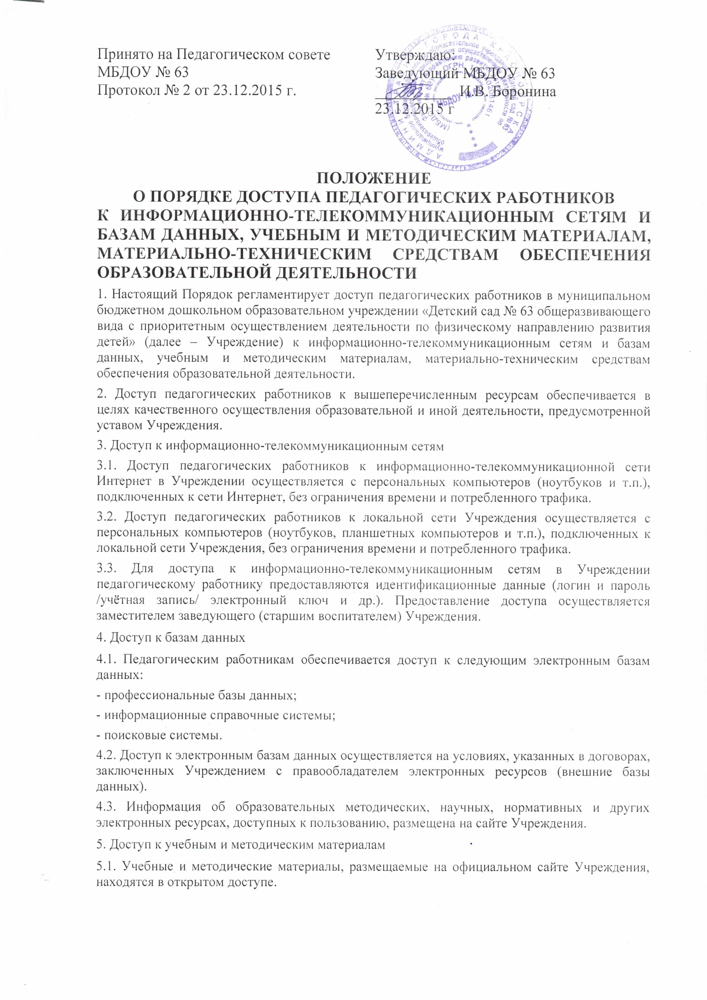 Принято на Педагогическом совете
МБДОУ № 63
Протокол № 2 от 23.12.2015 г.
Утверждаю:
Заведующий МБДОУ № 63
И.В. Воронина
23.12.2015 г
ГОРОДА КРАСНОЯРСКА
МБДОУ № 63
ПОЛОЖЕНИЕ
О ПОРЯДКЕ ДОСТУПА ПЕДАГОГИЧЕСКИХ РАБОТНИКОВ
К ИНФОРМАЦИОННО-ТЕЛЕКОММУНИКАЦИОННЫМ СЕТЯМ И
БАЗАМ ДАННЫХ, УЧЕБНЫМ И МЕТОДИЧЕСКИМ МАТЕРИАЛАМ,
МАТЕРИАЛЬНО-ТЕХНИЧЕСКИМ СРЕДСТВАМ ОБЕСПЕЧЕНИЯ
ОБРАЗОВАТЕЛЬНОЙ ДЕЯТЕЛЬНОСТИ
1. Настоящий Порядок регламентирует доступ педагогических работников в муниципальном
бюджетном дошкольном образовательном учреждении «Детский сад № 63 общеразвивающего
вида с приоритетным осуществлением деятельности по физическому направлению развития
детей» (далее – Учреждение) к информационно-телекоммуникационным сетям и базам
данных, учебным и методическим материалам, материально-техническим средствам
обеспечения образовательной деятельности.
2. Доступ педагогических работников к вышеперечисленным ресурсам обеспечивается в
целях качественного осуществления образовательной и иной деятельности, предусмотренной
уставом Учреждения.
3. Доступ к информационно-телекоммуникационным сетям
3.1. Доступ педагогических работников к информационно-телекоммуникационной сети
Интернет в Учреждении осуществляется с персональных компьютеров (ноутбуков и т.п.),
подключенных к сети Интернет, без ограничения времени и потребленного трафика.
3.2. Доступ педагогических работников к локальной сети Учреждения осуществляется с
персональных компьютеров (ноутбуков, планшетных компьютеров и т.п.), подключенных к
локальной сети Учреждения, без ограничения времени и потребленного трафика.
3.3. Для доступа к информационно-телекоммуникационным сетям в Учреждении
педагогическому работнику предоставляются идентификационные данные (логин и пароль
/учётная запись/ электронный ключ и др.). Предоставление доступа осуществляется
заместителем заведующего (старшим воспитателем) Учреждения.
4. Доступ к базам данных
4.1. Педагогическим работникам обеспечивается доступ к следующим электронным базам
данных:
- профессиональные базы данных;
- информационные справочные системы;
- поисковые системы.
4.2. Доступ к электронным базам данных осуществляется на условиях, указанных в договорах,
заключенных Учреждением с правообладателем электронных ресурсов (внешние базы
данных).
4.3. Информация об образовательных методических, научных, нормативных и других
электронных ресурсах, доступных к пользованию, размещена на сайте Учреждения.
5. Доступ к учебным и методическим материалам
5.1. Учебные и методические материалы, размещаемые на официальном сайте Учреждения,
находятся в открытом доступе.